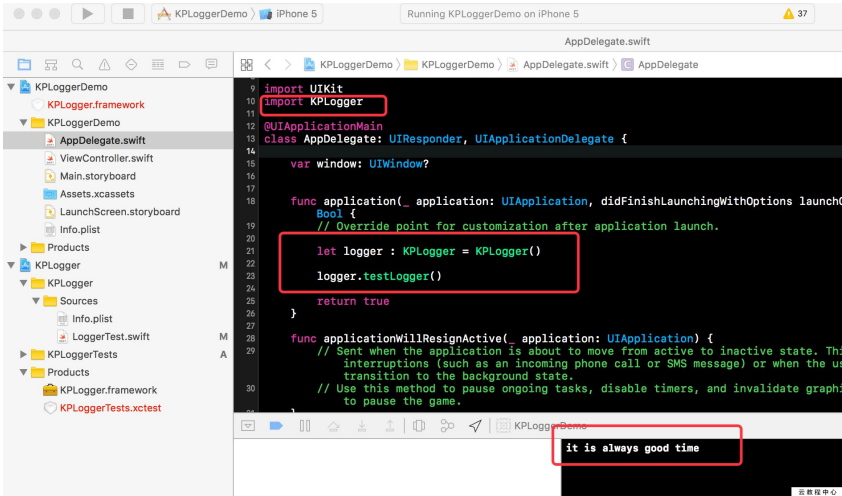 KPLoggerDemo 〉 iPhone 5
Running KPLoggerDemo on iPhone 5
37
AppDelegate.swift
KPLoggerDemo 〉 KPLoggerDemo 〉 AppDelegate.swift 〉 C AppDelegate
KPLoggerDemo
KPLogger.framework
KPLoggerDemo
AppDelegate.swift
ViewController.swift
Main.storyboard
Assets.xcassets
LaunchScreen.storyboard
Info.plist
Products
KPLogger M
KPLogger
Sources
Info.plist
LoggerTest.swift M
KPLoggerTests A
Products
KPLogger.framework
KPLoggerTests.xctest
9 import UIKit
10 import KPLogger
11
12 @UIApplicationMain
13 class AppDelegate: UIResponder, UIApplicationDelegate {
14
15 var window: UIWindow?
16
17
18 func application(_ application: UIApplication, didFinishLaunchingWithOptions launchO
Bool {
19 // Override point for customization after application launch.
20
21 let logger : KPLogger = KPLogger()
22
23 logger.testLogger()
24
25 return true
26 }
27
28 func applicationWillResignActive(_ application: UIApplication) {
29 // Sent when the application is about to move from active to inactive state. Thi
interruptions (such as an incoming phone call or SMS message) or when the us
transition to the background state.
30 // Use this method to pause ongoing tasks, disable timers, and invalidate graphi
to pause the game.
KPLoggerDemo
it is always good time
云教程中心